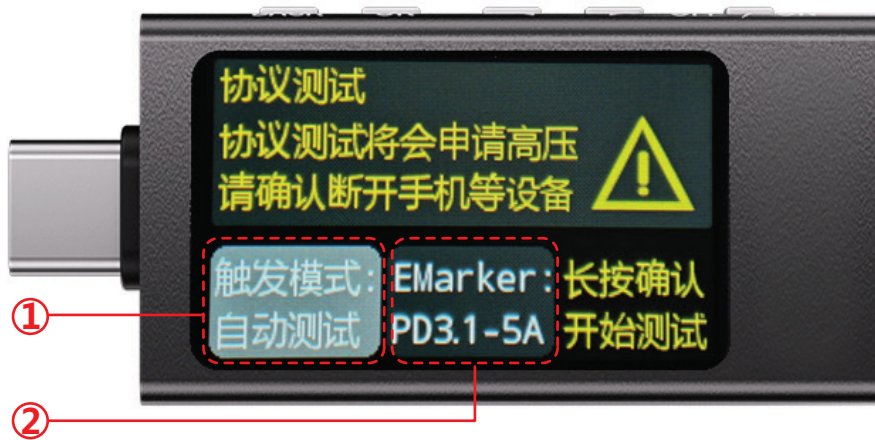 协议测试
协议测试将会申请高压
请确认断开手机等设备
触发模式:
自动测试
EMarker:
PD3.1-5A
长按确认
开始测试
①
②